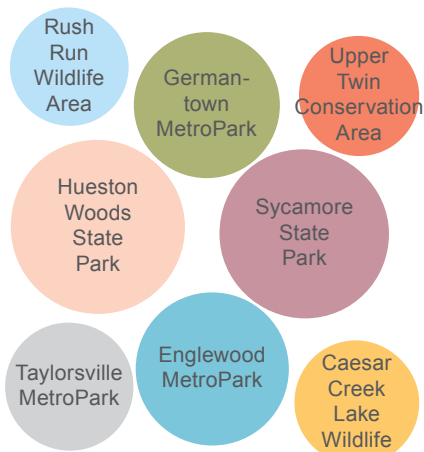 Rush
Run
Wildlife
Area
German-
town
MetroPark
Upper
Twin
Conservation
Area
Hueston
Woods
State
Park
Sycamore
State
Park
Taylorsville
MetroPark
Englewood
MetroPark
Caesar
Creek
Lake
Wildlife